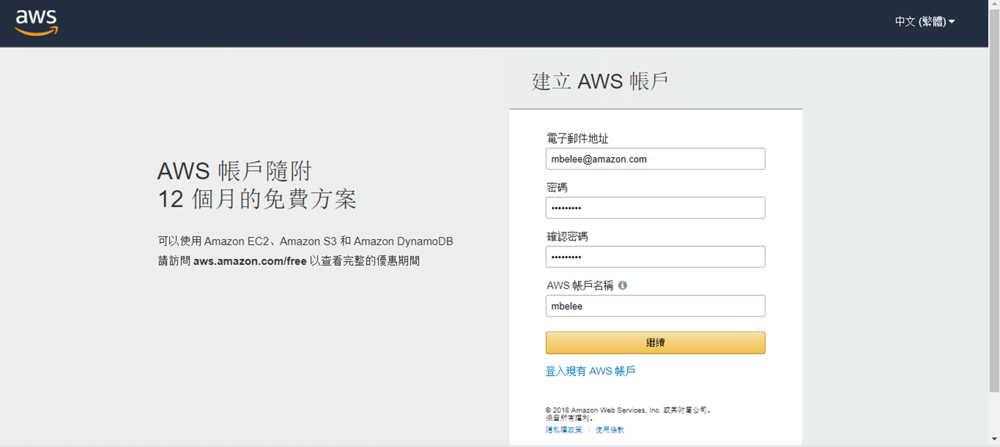 aws
中文 (繁體)
建立 AWS 帳戶
AWS 帳戶隨附
12 個月的免費方案
可以使用 Amazon EC2、Amazon S3 和 Amazon DynamoDB
請訪問 aws.amazon.com/free 以查看完整的優惠期間
電子郵件地址
mbelee@amazon.com
密碼
•••••••••
確認密碼
•••••••••
AWS 帳戶名稱
mbelee
繼續
登入現有 AWS 帳戶
© 2018 Amazon Web Services, Inc. 或其附屬公司。
保留所有權利。
隱私權政策 | 使用條款